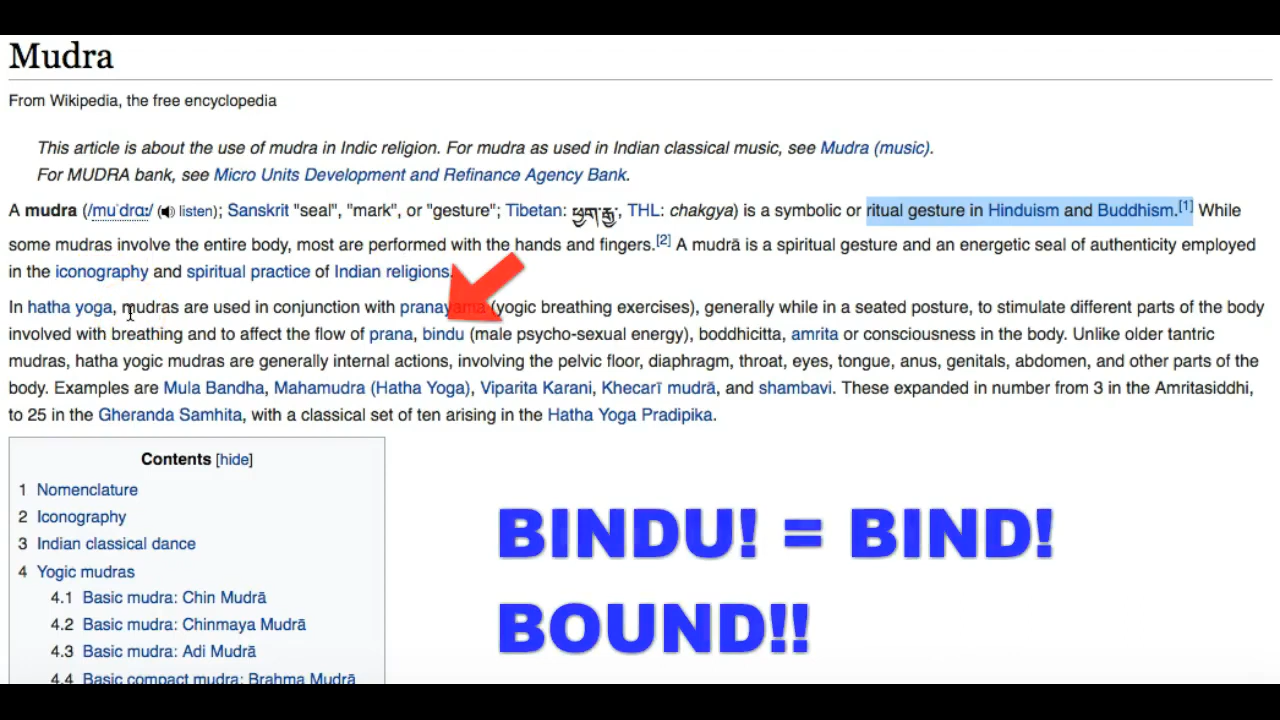 Mudra
From Wikipedia, the free encyclopedia
This article is about the use of mudra in Indic religion. For mudra as used in Indian classical music, see Mudra (music).
For MUDRA bank, see Micro Units Development and Refinance Agency Bank.
A mudra (/muˈdrɑː/ (listen); Sanskrit "seal", "mark", or "gesture"; Tibetan: ཕྱག་རྒྱ་, THL: chakgya) is a symbolic or ritual gesture in Hinduism and Buddhism.[1] While
some mudras involve the entire body, most are performed with the hands and fingers.[2] A mudrā is a spiritual gesture and an energetic seal of authenticity employed
in the iconography and spiritual practice of Indian religions.
In hatha yoga, mudras are used in conjunction with pranayama (yogic breathing exercises), generally while in a seated posture, to stimulate different parts of the body
involved with breathing and to affect the flow of prana, bindu (male psycho-sexual energy), boddhicitta, amrita or consciousness in the body. Unlike older tantric
mudras, hatha yogic mudras are generally internal actions, involving the pelvic floor, diaphragm, throat, eyes, tongue, anus, genitals, abdomen, and other parts of the
body. Examples are Mula Bandha, Mahamudra (Hatha Yoga), Viparita Karani, Khecarī mudrā, and shambavi. These expanded in number from 3 in the Amritasiddhi,
to 25 in the Gheranda Samhita, with a classical set of ten arising in the Hatha Yoga Pradipika.
Contents [hide]
1 Nomenclature
2 Iconography
3 Indian classical dance
4 Yogic mudras
4.1 Basic mudra: Chin Mudrā
4.2 Basic mudra: Chinmaya Mudrā
4.3 Basic mudra: Adi Mudrā
4.4 Basic compact mudra: Brahma Mudrā
BINDU! = BIND!
BOUND!!